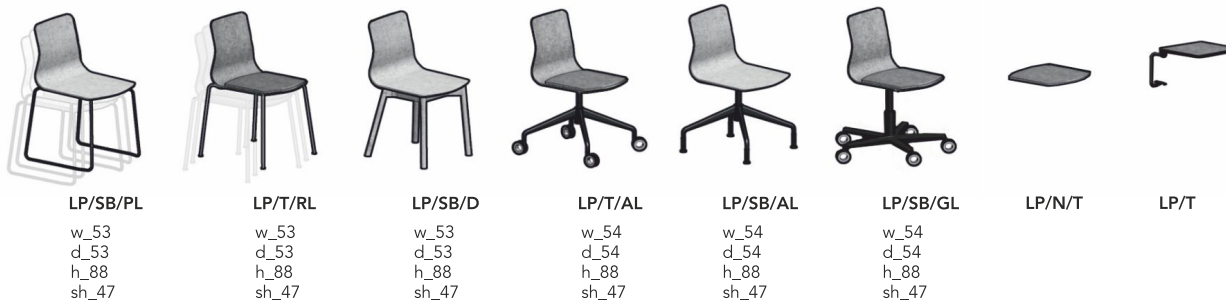 LP/SB/PL LP/T/RL LP/SB/D LP/T/AL LP/SB/AL LP/SB/GL LP/N/T LP/T
w_53 w_53 w_53 w_54 w_54 w_54
d_53 d_53 d_53 d_54 d_54 d_54
h_88 h_88 h_88 h_88 h_88 h_88
sh_47 sh_47 sh_47 sh_47 sh_47 sh_47